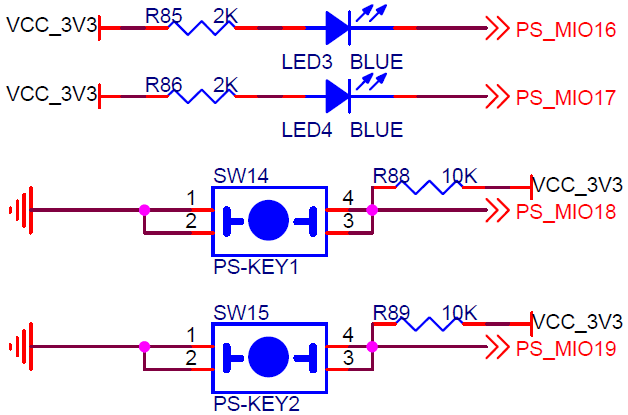 VCC_3V3 R85 2K PS_MIO16
LED3 BLUE
VCC_3V3 R86 2K PS_MIO17
LED4 BLUE
SW14 R88 10K
1 4 VCC_3V3
2 3 PS_MIO18
PS-KEY1
SW15 R89 10K
1 4 VCC_3V3
2 3 PS_MIO19
PS-KEY2